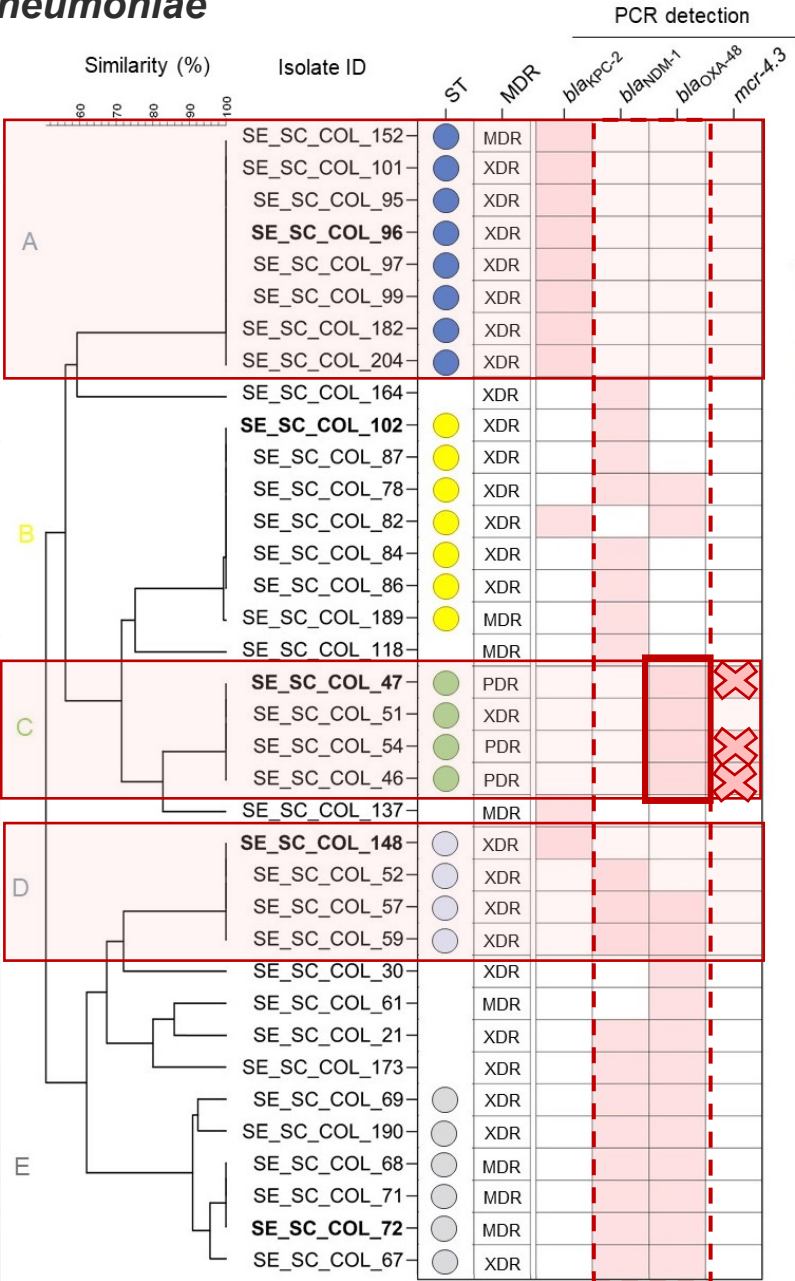 neumoniae
PCR detection
Similarity (%) Isolate ID ST MDR blaKPC-2 blaNDM-1 blaOXA-48 mcr-4.3
60 70 80 90 100
SE_SC_COL_152 MDR
SE_SC_COL_101 XDR
SE_SC_COL_95 XDR
A SE_SC_COL_96 XDR
SE_SC_COL_97 XDR
SE_SC_COL_99 XDR
SE_SC_COL_182 XDR
SE_SC_COL_204 XDR
SE_SC_COL_164 XDR
SE_SC_COL_102 XDR
SE_SC_COL_87 XDR
SE_SC_COL_78 XDR
B SE_SC_COL_82 XDR
SE_SC_COL_84 XDR
SE_SC_COL_86 XDR
SE_SC_COL_189 MDR
SE_SC_COL_118 MDR
SE_SC_COL_47 PDR
C SE_SC_COL_51 XDR
SE_SC_COL_54 PDR
SE_SC_COL_46 PDR
SE_SC_COL_137 MDR
SE_SC_COL_148 XDR
D SE_SC_COL_52 XDR
SE_SC_COL_57 XDR
SE_SC_COL_59 XDR
SE_SC_COL_30 XDR
SE_SC_COL_61 MDR
SE_SC_COL_21 XDR
SE_SC_COL_173 XDR
SE_SC_COL_69 XDR
SE_SC_COL_190 XDR
E SE_SC_COL_68 MDR
SE_SC_COL_71 MDR
SE_SC_COL_72 MDR
SE_SC_COL_67 XDR